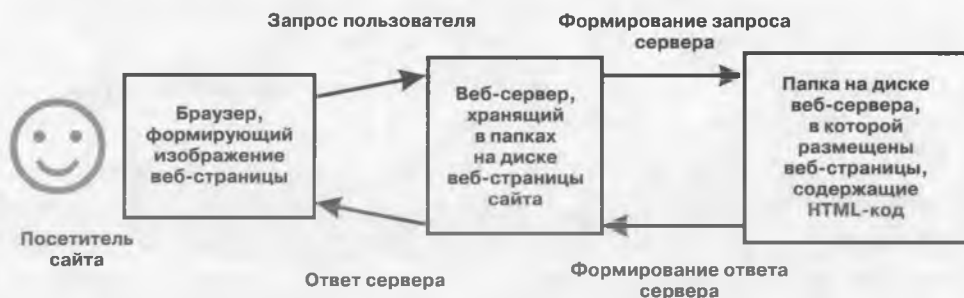 Запрос пользователя
Формирование запроса
сервера
Браузер,
формирующий
изображение
веб-страницы
Веб-сервер,
хранящий
в папках
на диске
веб-страницы
сайта
Папка на диске
веб-сервера,
в которой
размещены
веб-страницы,
содержащие
HTML-код
Посетитель
сайта
Ответ сервера
Формирование ответа
сервера